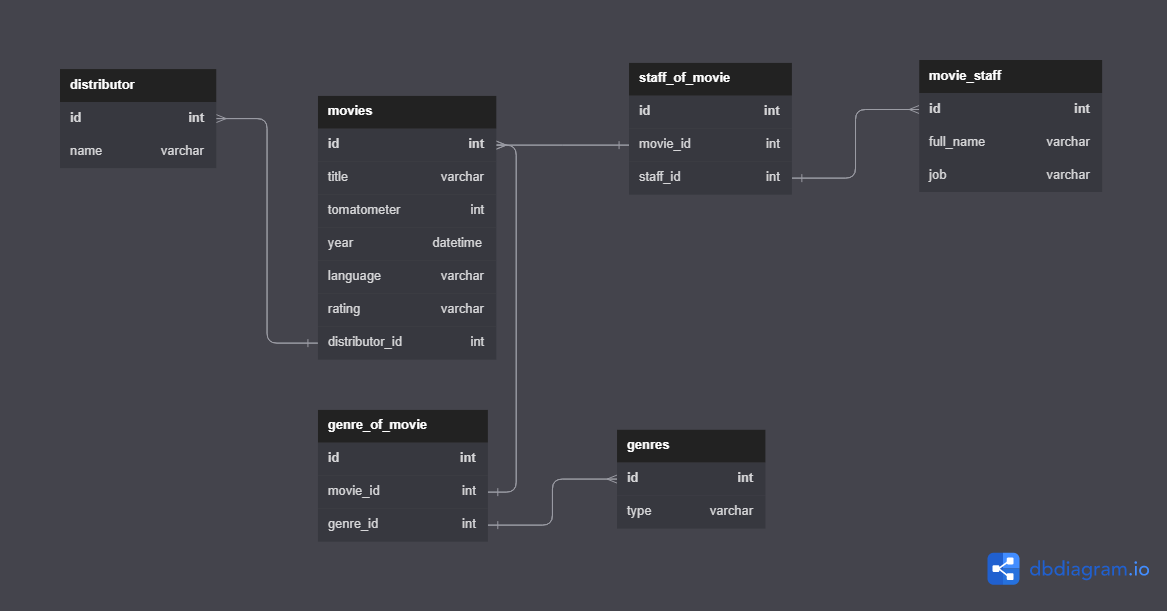 distributor
id int
name varchar
movies
id int
title varchar
tomatometer int
year datetime
language varchar
rating varchar
distributor_id int
staff_of_movie
id int
movie_id int
staff_id int
movie_staff
id int
full_name varchar
job varchar
genre_of_movie
id int
movie_id int
genre_id int
genres
id int
type varchar
dbdiagram.io